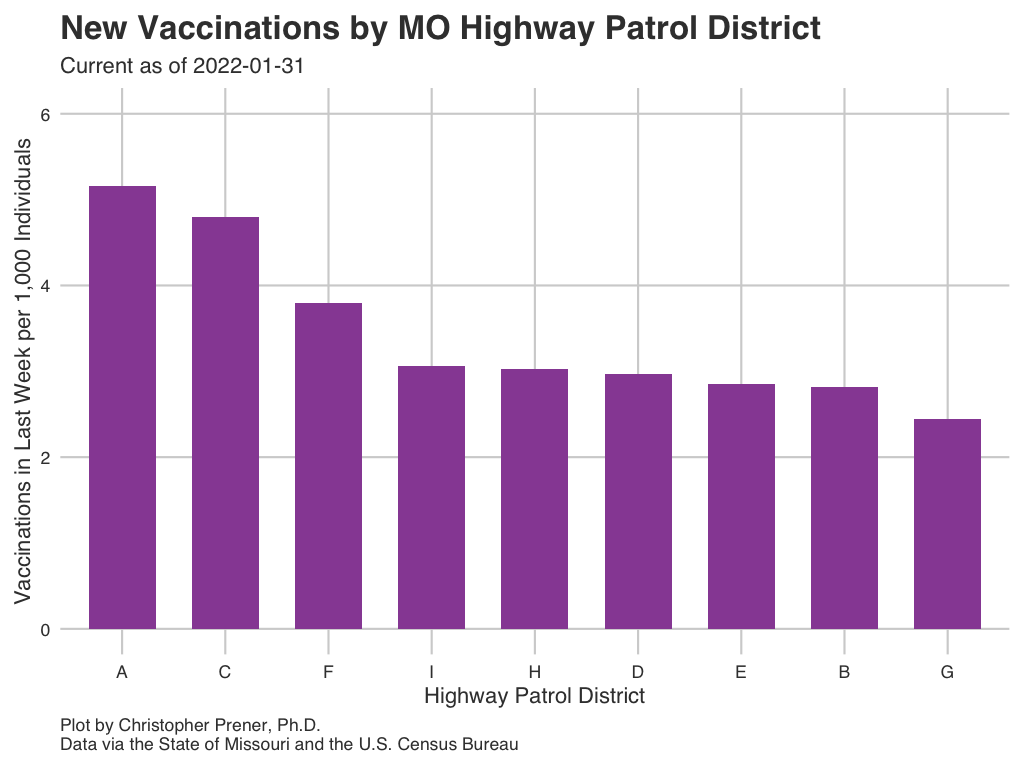 New Vaccinations by MO Highway Patrol District
Current as of 2022-01-31
Vaccinations in Last Week per 1,000 Individuals
6
4
2
0
A C F I H D E B G
Highway Patrol District
Plot by Christopher Prener, Ph.D.
Data via the State of Missouri and the U.S. Census Bureau